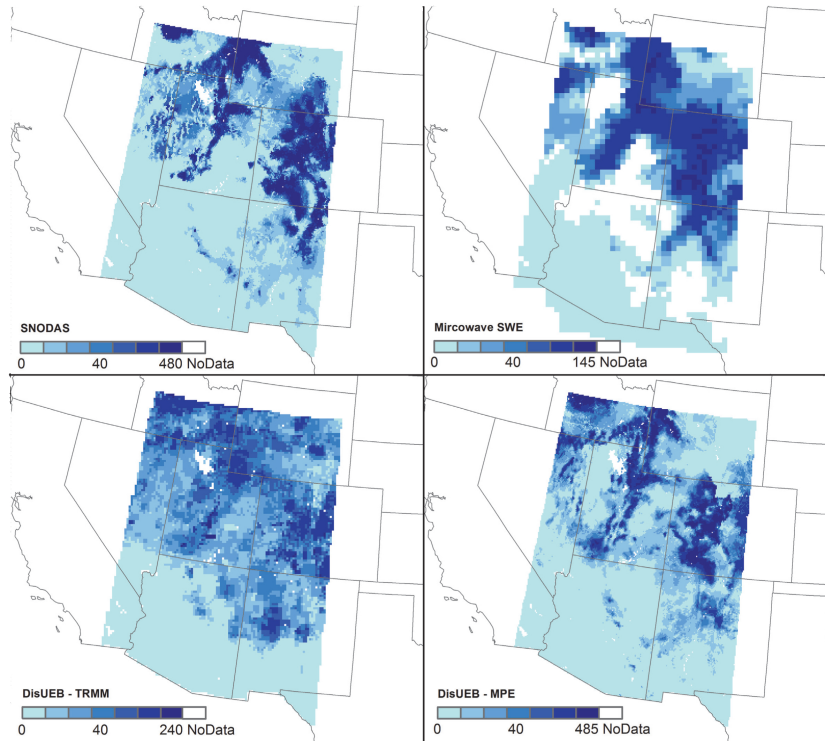 SNODAS
0 40 480 NoData
Mircowave SWE
0 40 145 NoData
DisUEB - TRMM
0 40 240 NoData
DisUEB - MPE
0 40 485 NoData